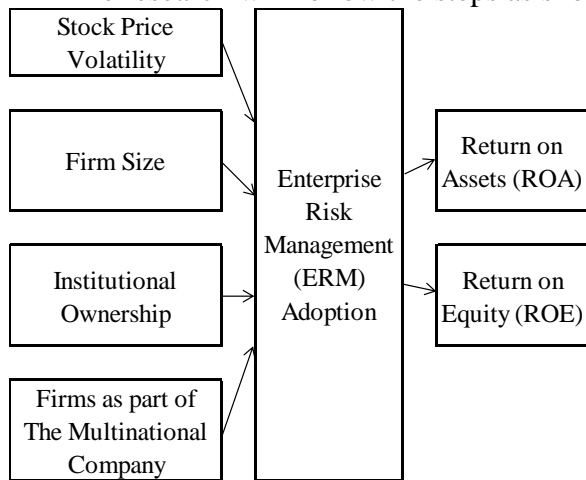 Stock Price
Volatility
Firm Size
Institutional
Ownership
Firms as part of
The Multinational
Company
Enterprise
Risk
Management
(ERM)
Adoption
Return on
Assets (ROA)
Return on
Equity (ROE)